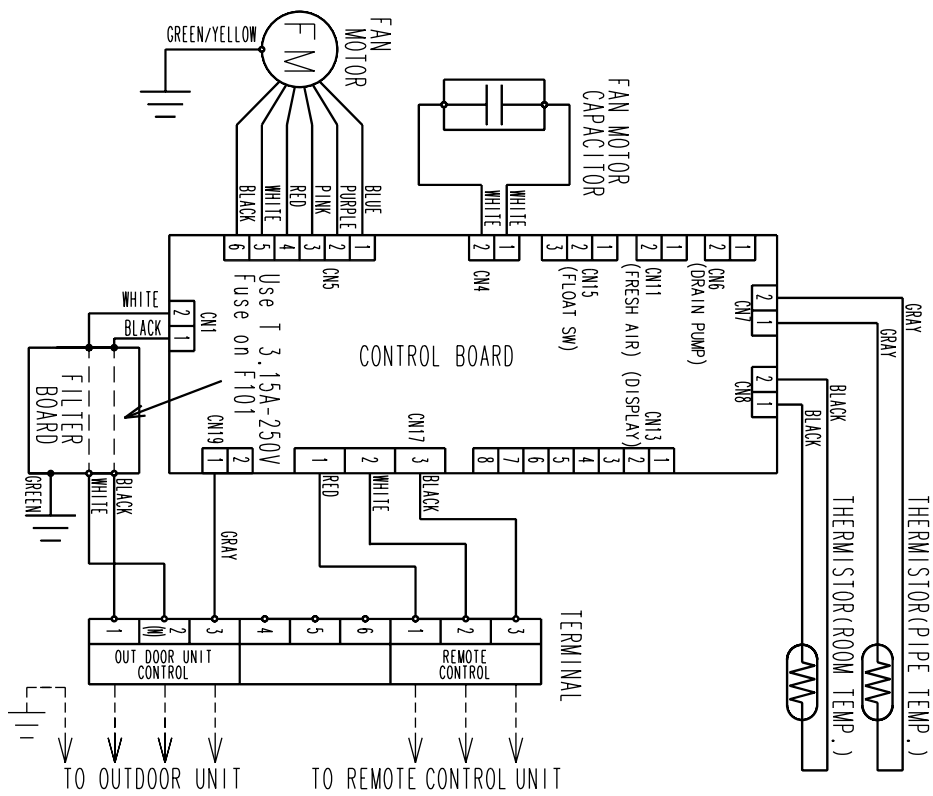 GREEN/YELLOW
FM
FAN
MOTOR
FAN MOTOR
CAPACITOR
BLACK
WHITE
RED
PINK
PURPLE
BLUE
WHITE
WHITE
6 5 4 3 2 1
CN5
2 1
CN4
3 2 1
CN15
(FLOAT SW)
2 1
CN11
(FRESH AIR)
2 1
CN6
(DRAIN PUMP)
2
1
CN7
GRAY
GRAY
2
1
CN8
BLACK
BLACK
WHITE
BLACK
2
1
CN1
Use T 3.15A-250V
Fuse on F101
CONTROL BOARD
FILTER
BOARD
CN19
1 2
CN17
1 2 3
(DISPLAY)
CN13
8 7 6 5 4 3 2 1
GREEN
WHITE
BLACK
GRAY
RED
WHITE
BLACK
THERMISTOR(ROOM TEMP.)
THERMISTOR(PIPE TEMP.)
TERMINAL
1 2 (W) 3 4 5 6 1 2 3
OUT DOOR UNIT
CONTROL
REMOTE
CONTROL
TO OUTDOOR UNIT
TO REMOTE CONTROL UNIT